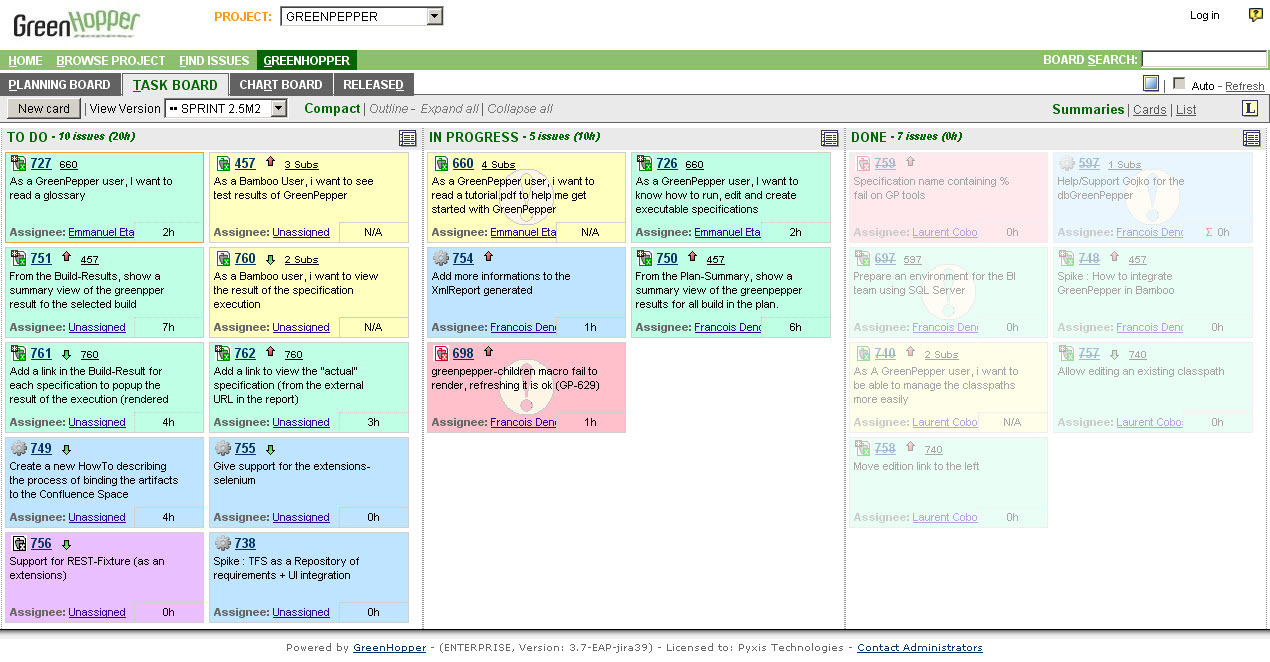 GreenHopper
PROJECT: GREENPEPPER
Log in
HOME BROWSE PROJECT FIND ISSUES GREENHOPPER
BOARD SEARCH:
PLANNING BOARD TASK BOARD CHART BOARD RELEASED
Auto - Refresh
New card | View Version •• SPRINT 2.5M2 Compact | Outline - Expand all | Collapse all
Summaries | Cards | List L
TO DO - 10 issues (20h)
727 660
As a GreenPepper user, I want to
read a glossary
Assignee: Emmanuel Eta 2h
457 3 Subs
As a Bamboo User, i want to see
test results of GreenPepper
Assignee: Unassigned N/A
751 457
From the Build-Results, show a
summary view of the greenpper
result fo the selected build
Assignee: Unassigned 7h
760 2 Subs
As a Bamboo user, i want to view
the result of the specification
execution
Assignee: Unassigned N/A
761 760
Add a link in the Build-Result for
each specification to popup the
result of the execution (rendered
Assignee: Unassigned 4h
762 760
Add a link to view the "actual"
specification (from the external
URL in the report)
Assignee: Unassigned 3h
749
Create a new HowTo describing
the process of binding the artifacts
to the Confluence Space
Assignee: Unassigned 4h
755
Give support for the extensions-
selenium
Assignee: Unassigned 0h
756
Support for REST-Fixture (as an
extensions)
Assignee: Unassigned 0h
738
Spike : TFS as a Repository of
requirements + UI integration
Assignee: Unassigned 0h
IN PROGRESS - 5 issues (10h)
660 4 Subs
As a GreenPepper user, i want to
read a tutorial.pdf to help me get
started with GreenPepper
Assignee: Emmanuel Eta N/A
726 660
As a GreenPepper user, I want to
know how to run, edit and create
executable specifications
Assignee: Emmanuel Eta 2h
754
Add more informations to the
XmlReport generated
Assignee: Francois Denc 1h
750 457
From the Plan-Summary, show a
summary view of the greenpepper
results for all build in the plan.
Assignee: Francois Denc 6h
698
greenpepper-children macro fail to
render, refreshing it is ok (GP-629)
Assignee: Francois Denc 1h
DONE - 7 issues (0h)
759
Specification name containing %
fail on GP tools
Assignee: Laurent Cobo 0h
597 1 Subs
Help/Support Gojko for the
dbGreenPepper
Assignee: Francois Denc Σ 0h
697 597
Prepare an environment for the BI
team using SQL Server
Assignee: Francois Denc 0h
748 457
Spike : How to integrate
GreenPepper in Bamboo
Assignee: Francois Denc 0h
740 2 Subs
As A GreenPepper user, i want to
be able to manage the classpaths
more easily
Assignee: Laurent Cobo N/A
757 740
Allow editing an existing classpath
Assignee: Laurent Cobo: 0h
758 740
Move edition link to the left
Assignee: Laurent Cobo 0h
Powered by GreenHopper - (ENTERPRISE, Version: 3.7-EAP-jira39) - Licensed to: Pyxis Technologies - Contact Administrators